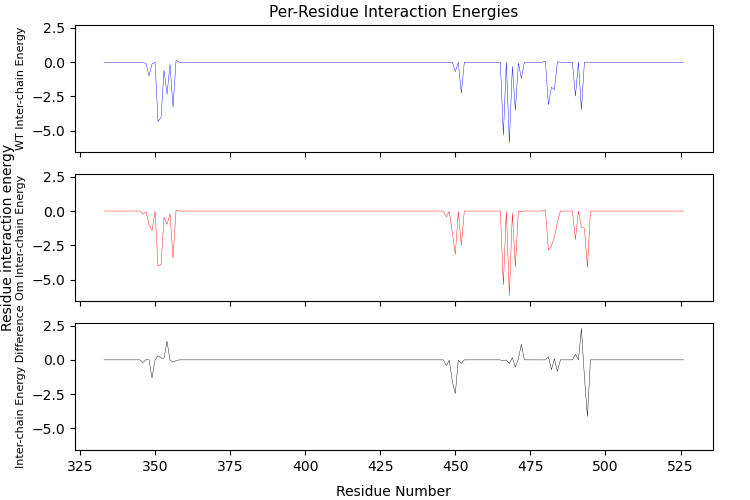 Per-Residue Interaction Energies
Residue interaction energy
WT Inter-chain Energy
2.5
0.0
−2.5
−5.0
Om Inter-chain Energy
2.5
0.0
−2.5
−5.0
Inter-chain Energy Difference
2.5
0.0
−2.5
−5.0
325 350 375 400 425 450 475 500 525
Residue Number